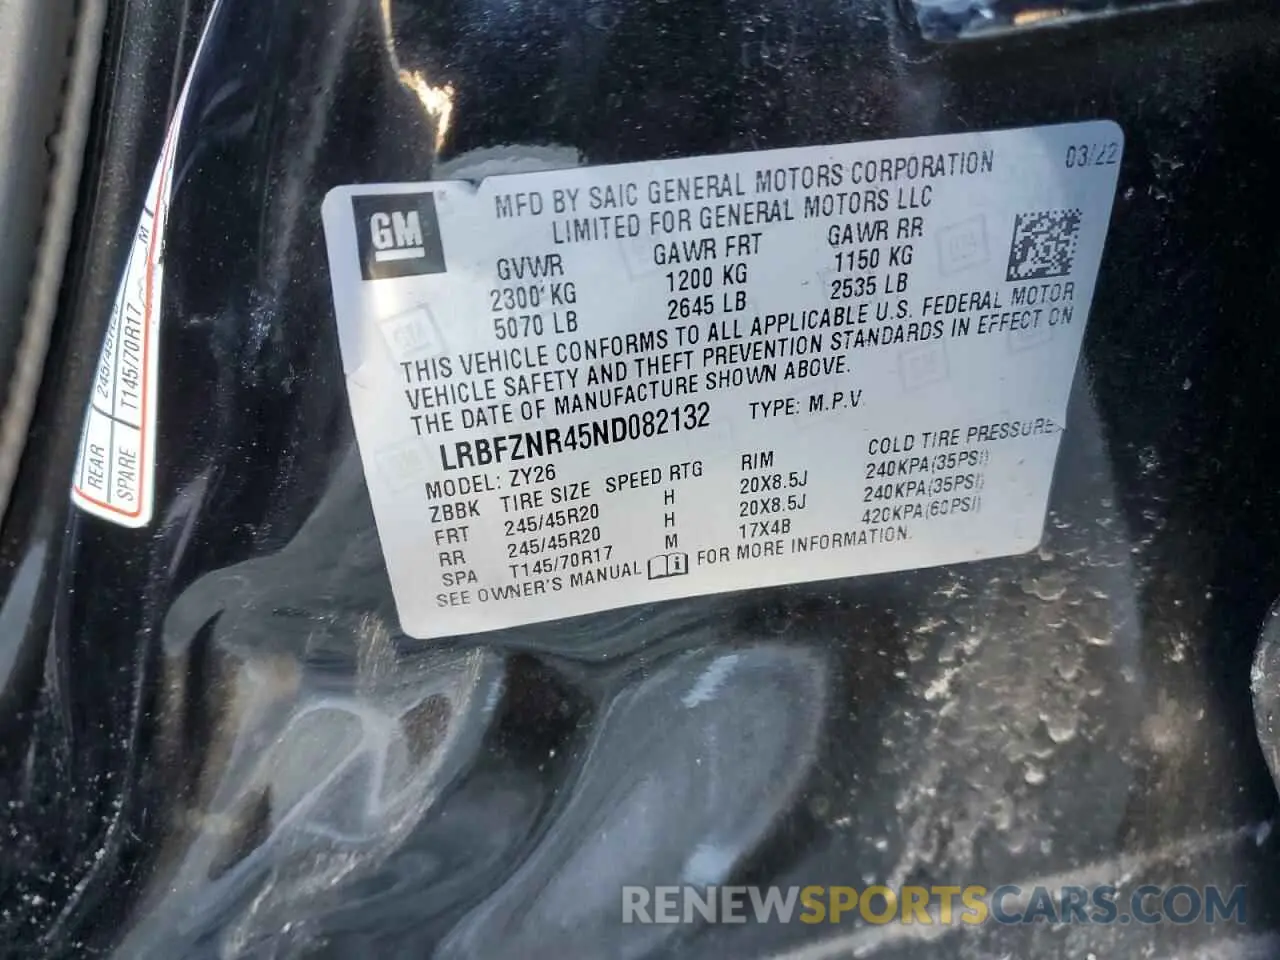 GM
MFD BY SAIC GENERAL MOTORS CORPORATION
LIMITED FOR GENERAL MOTORS LLC
03/22
GVWR GAWR FRT GAWR RR
2300 KG 1200 KG 1150 KG
5070 LB 2645 LB 2535 LB
THIS VEHICLE CONFORMS TO ALL APPLICABLE U.S. FEDERAL MOTOR
VEHICLE SAFETY AND THEFT PREVENTION STANDARDS IN EFFECT ON
THE DATE OF MANUFACTURE SHOWN ABOVE.
LRBFZNR45ND082132 TYPE: M.P.V.
MODEL: ZY26
ZBBK TIRE SIZE SPEED RTG RIM COLD TIRE PRESSURE
FRT 245/45R20 H 20X8.5J 240KPA(35PSI)
RR 245/45R20 H 20X8.5J 240KPA(35PSI)
SPA T145/70R17 M 17X4B 420KPA(60PSI)
SEE OWNER'S MANUAL FOR MORE INFORMATION.
REAR 245/45R20
SPARE T145/70R17 M
RENEWSPORTSCARS.COM